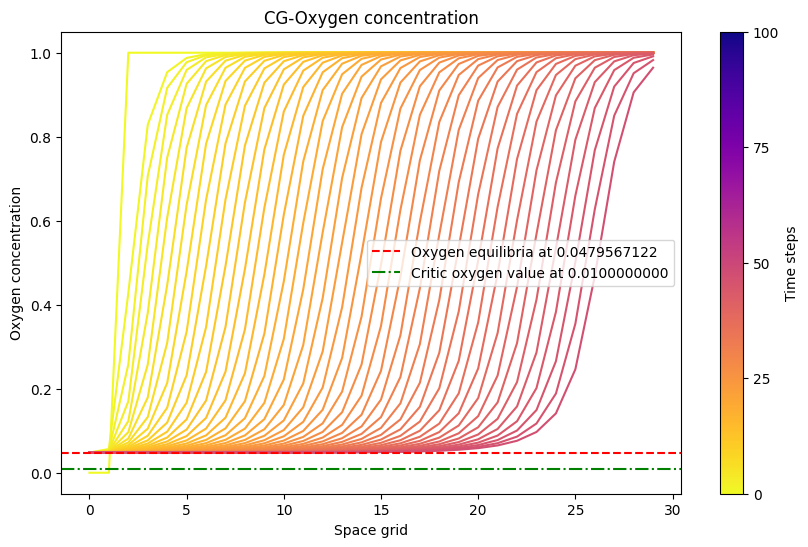 CG-Oxygen concentration
Oxygen concentration
1.0
0.8
0.6
0.4
0.2
0.0
Oxygen equilibria at 0.0479567122
Critic oxygen value at 0.0100000000
0 5 10 15 20 25 30
Space grid
100
75
50
25
0
Time steps